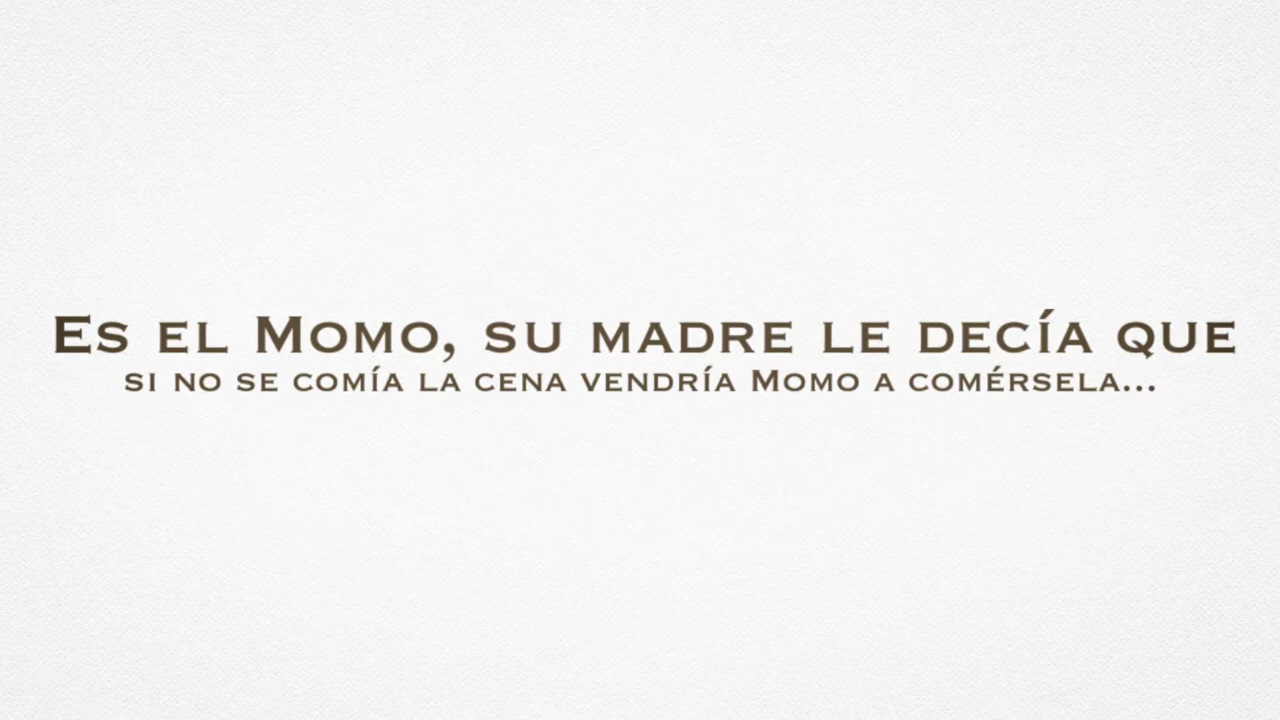 Es el Momo, su madre le decía que
si no se comía la cena vendría Momo a comérsela...